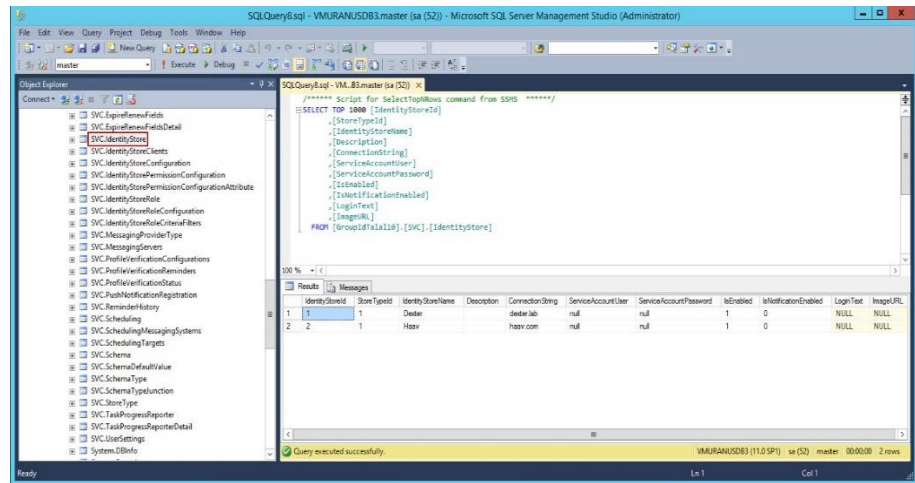 SQLQuery8.sql - VMURANUSDB3.master (sa (52)) - Microsoft SQL Server Management Studio (Administrator)
File Edit View Query Project Debug Tools Window Help
New Query
master Execute Debug
Object Explorer
Connect
SVC.ExpireRenewFields
SVC.ExpireRenewFieldsDetail
SVC.IdentityStore
SVC.IdentityStoreClients
SVC.IdentityStoreConfiguration
SVC.IdentityStorePermissionConfiguration
SVC.IdentityStorePermissionConfigurationAttribute
SVC.IdentityStoreRole
SVC.IdentityStoreRoleConfiguration
SVC.IdentityStoreRoleCriteriaFilters
SVC.MessagingProviderType
SVC.MessagingServers
SVC.ProfileVerificationConfigurations
SVC.ProfileVerificationReminders
SVC.ProfileVerificationStatus
SVC.PushNotificationRegistration
SVC.ReminderHistory
SVC.Scheduling
SVC.SchedulingMessagingSystems
SVC.SchedulingTargets
SVC.Schema
SVC.SchemaDefaultValue
SVC.SchemaType
SVC.SchemaTypeJunction
SVC.StoreType
SVC.TaskProgressReporter
SVC.TaskProgressReporterDetail
SVC.UserSettings
System.DBInfo
SQLQuery8.sql - VM...B3.master (sa (52))
/****** Script for SelectTopNRows command from SSMS ******/
SELECT TOP 1000 [IdentityStoreId]
,[StoreTypeId]
,[IdentityStoreName]
,[Description]
,[ConnectionString]
,[ServiceAccountUser]
,[ServiceAccountPassword]
,[IsEnabled]
,[IsNotificationEnabled]
,[LoginText]
,[ImageURL]
FROM [GroupIdTalal10].[SVC].[IdentityStore]
100 %
Results Messages
IdentityStoreId StoreTypeId IdentityStoreName Description ConnectionString ServiceAccountUser ServiceAccountPassword IsEnabled IsNotificationEnabled LoginText ImageURL
1 1 1 Dexter dexter.lab null null 1 0 NULL NULL
2 2 1 Haav haav.com null null 1 0 NULL NULL
Query executed successfully. VMURANUSDB3 (11.0 SP1) sa (52) master 00:00:00 2 rows
Ready Ln 1 Col 1